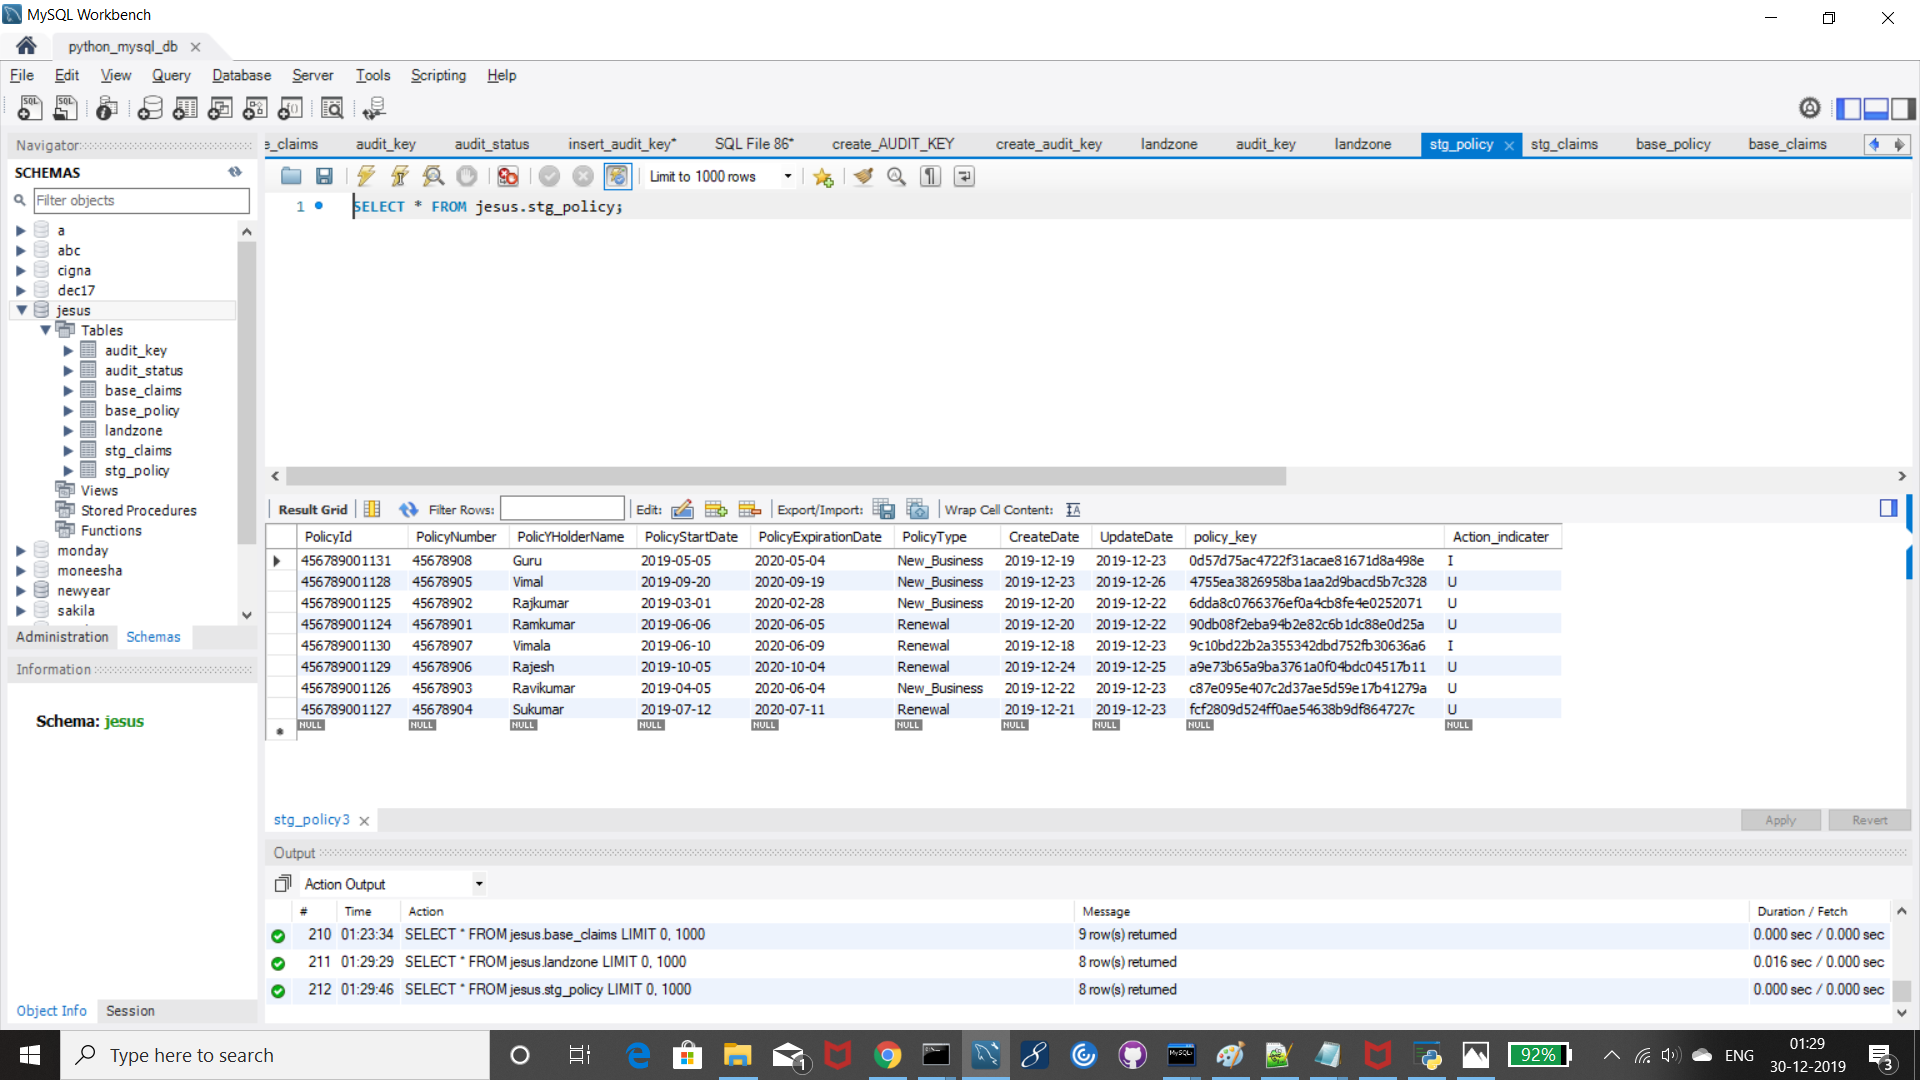 MySQL Workbench
python_mysql_db
File Edit View Query Database Server Tools Scripting Help
Navigator
SCHEMAS
Filter objects
a
abc
cigna
dec17
jesus
Tables
audit_key
audit_status
base_claims
base_policy
landzone
stg_claims
stg_policy
Views
Stored Procedures
Functions
monday
moneesha
newyear
sakila
Administration Schemas
Information
Schema: jesus
Object Info Session
e_claims audit_key audit_status insert_audit_key* SQL File 86* create_AUDIT_KEY create_audit_key landzone audit_key landzone stg_policy stg_claims base_policy base_claims
Limit to 1000 rows
1 SELECT * FROM jesus.stg_policy;
Result Grid Filter Rows: Edit: Export/Import: Wrap Cell Content:
PolicyId PolicyNumber PolicYHolderName PolicyStartDate PolicyExpirationDate PolicyType CreateDate UpdateDate policy_key Action_indicater
456789001131 45678908 Guru 2019-05-05 2020-05-04 New_Business 2019-12-19 2019-12-23 0d57d75ac4722f31acae81671d8a498e I
456789001128 45678905 Vimal 2019-09-20 2020-09-19 New_Business 2019-12-23 2019-12-26 4755ea3826958ba1aa2d9bacd5b7c328 U
456789001125 45678902 Rajkumar 2019-03-01 2020-02-28 New_Business 2019-12-20 2019-12-22 6dda8c0766376ef0a4cb8fe4e0252071 U
456789001124 45678901 Ramkumar 2019-06-06 2020-06-05 Renewal 2019-12-20 2019-12-22 90db08f2eba94b2e82c6b1dc88e0d25a U
456789001130 45678907 Vimala 2019-06-10 2020-06-09 Renewal 2019-12-18 2019-12-23 9c10bd22b2a355342dbd752fb30636a6 I
456789001129 45678906 Rajesh 2019-10-05 2020-10-04 Renewal 2019-12-24 2019-12-25 a9e73b65a9ba3761a0f04bdc04517b11 U
456789001126 45678903 Ravikumar 2019-04-05 2020-06-04 New_Business 2019-12-22 2019-12-23 c87e095e407c2d37ae5d59e17b41279a U
456789001127 45678904 Sukumar 2019-07-12 2020-07-11 Renewal 2019-12-21 2019-12-23 fcf2809d524ff0ae54638b9df864727c U
NULL NULL NULL NULL NULL NULL NULL NULL NULL NULL
stg_policy3
Apply Revert
Output
Action Output
# Time Action Message Duration / Fetch
210 01:23:34 SELECT * FROM jesus.base_claims LIMIT 0, 1000 9 row(s) returned 0.000 sec / 0.000 sec
211 01:29:29 SELECT * FROM jesus.landzone LIMIT 0, 1000 8 row(s) returned 0.016 sec / 0.000 sec
212 01:29:46 SELECT * FROM jesus.stg_policy LIMIT 0, 1000 8 row(s) returned 0.000 sec / 0.000 sec
Type here to search
1
MySQL
92%
ENG
01:29
30-12-2019
3